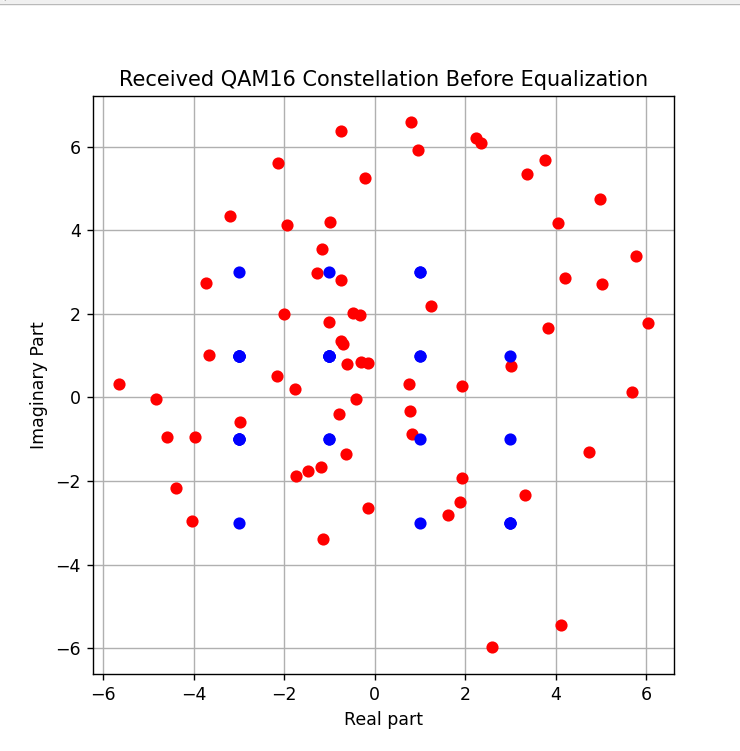 Received QAM16 Constellation Before Equalization
6
4
2
0
−2
−4
−6
Imaginary Part
−6 −4 −2 0 2 4 6
Real part